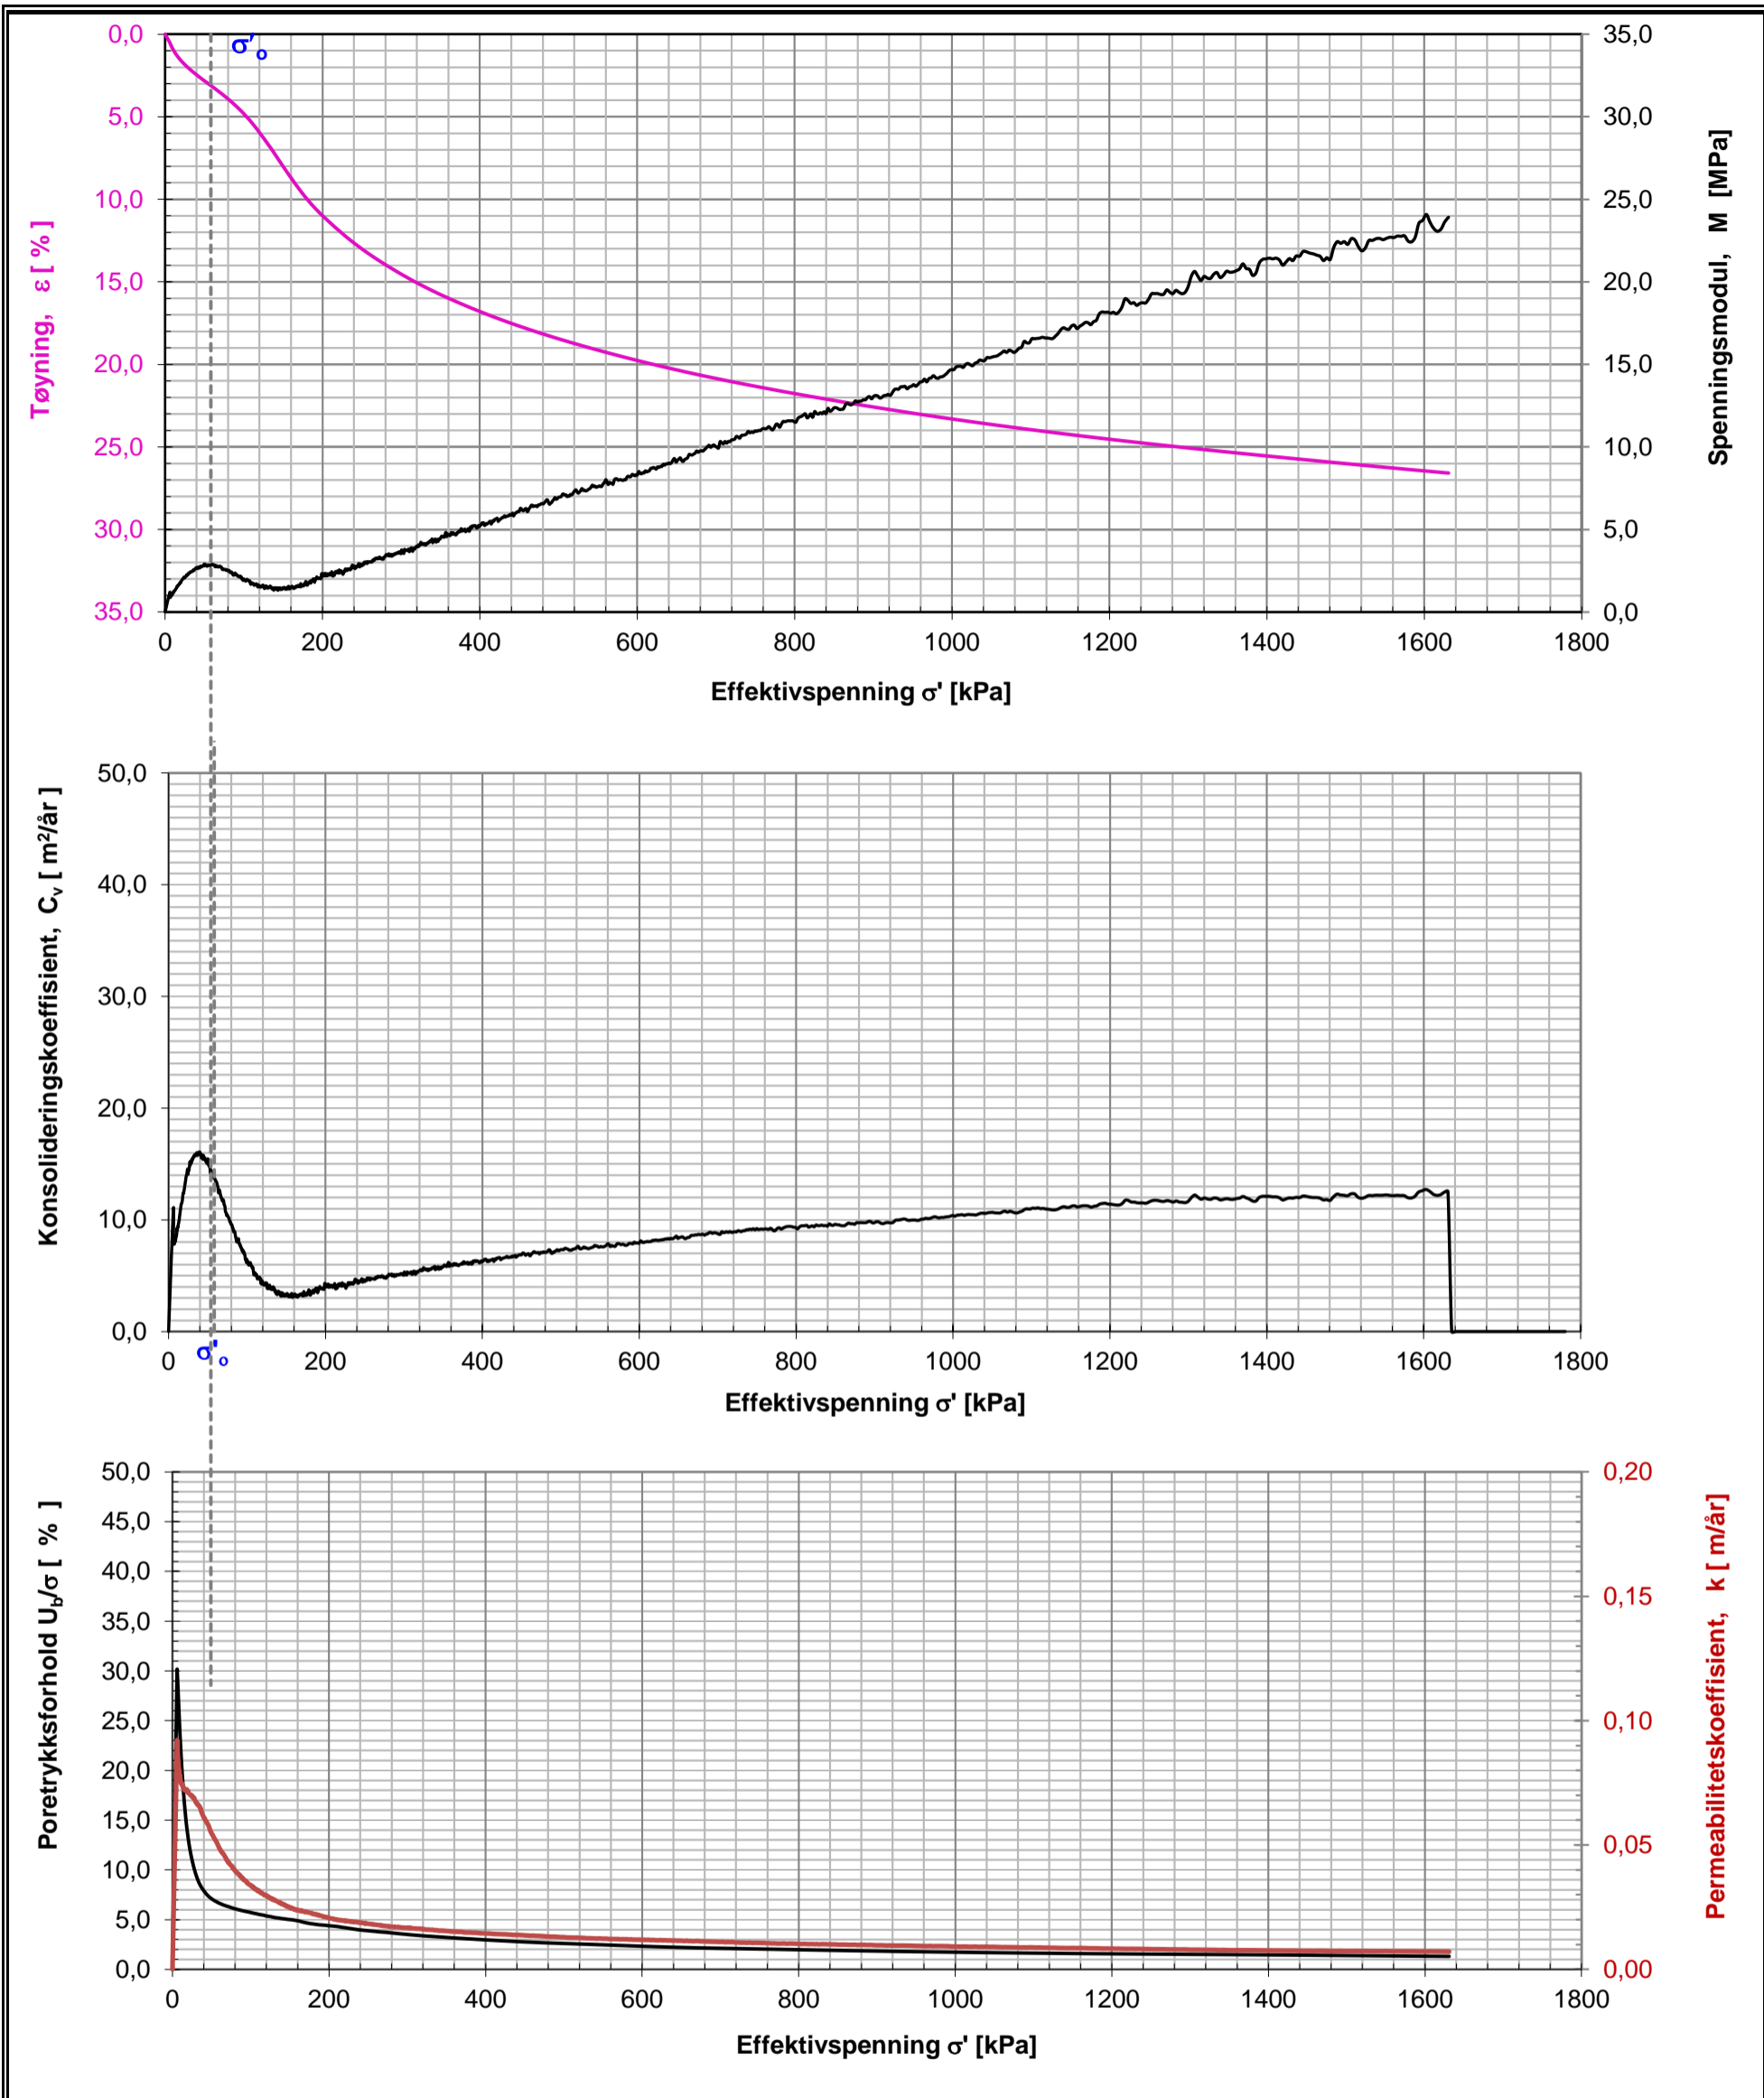 σ'o
0,0
5,0
10,0
15,0
20,0
25,0
30,0
35,0
Tøyning, ε [ % ]
35,0
30,0
25,0
20,0
15,0
10,0
5,0
0,0
Spenningsmodul, M [MPa]
0 200 400 600 800 1000 1200 1400 1600 1800
Effektivspenning σ' [kPa]
50,0
40,0
30,0
20,0
10,0
0,0
Konsolideringskoeffisient, Cv [ m²/år ]
0 200 400 600 800 1000 1200 1400 1600 1800
σ'o
Effektivspenning σ' [kPa]
50,0
45,0
40,0
35,0
30,0
25,0
20,0
15,0
10,0
5,0
0,0
Poretrykksforhold Ub/σ [ % ]
0,20
0,15
0,10
0,05
0,00
Permeabilitetskoeffisient, k [ m/år]
0 200 400 600 800 1000 1200 1400 1600 1800
Effektivspenning σ' [kPa]